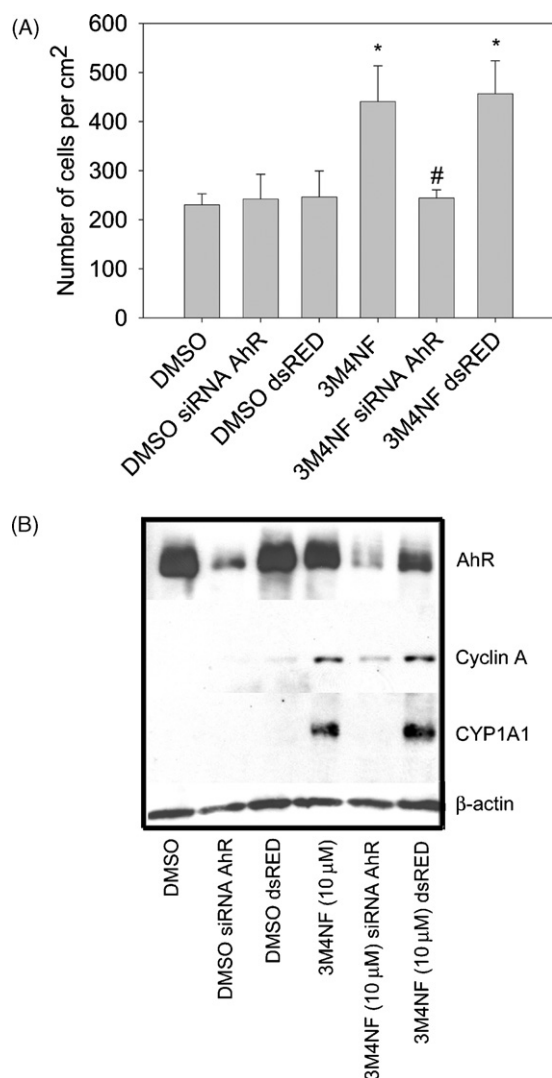 (A)
600
500
400
300
200
100
0
Number of cells per cm2
*
#
*
DMSO
DMSO siRNA AhR
DMSO dsRED
3M4NF
3M4NF siRNA AhR
3M4NF dsRED
(B)
AhR
Cyclin A
CYP1A1
β-actin
DMSO
DMSO siRNA AhR
DMSO dsRED
3M4NF (10 μM)
3M4NF (10 μM) siRNA AhR
3M4NF (10 μM) dsRED